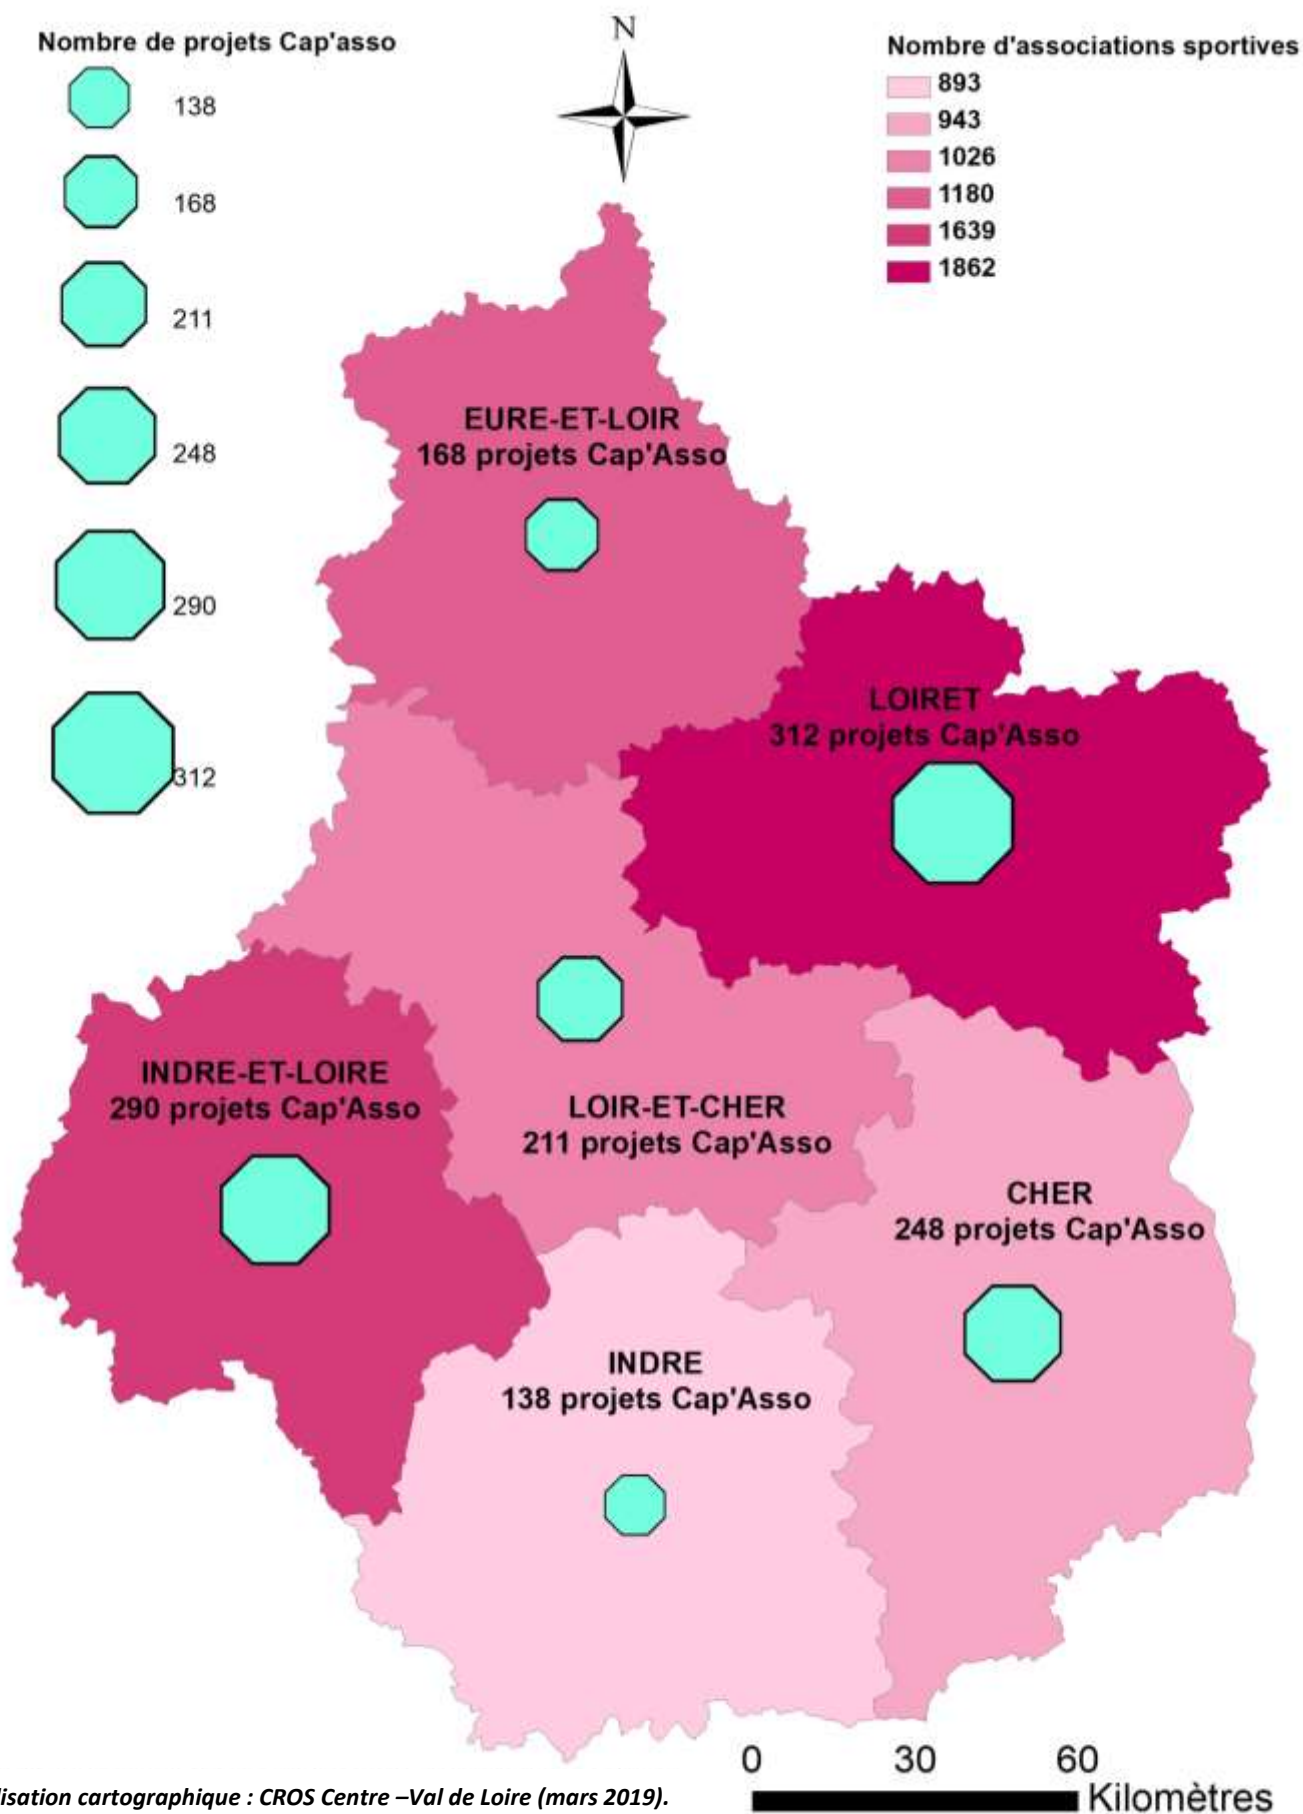 Nombre de projets Cap'asso
138
168
211
248
290
312
N
Nombre d'associations sportives
893
943
1026
1180
1639
1862
EURE-ET-LOIR
168 projets Cap'Asso
LOIRET
312 projets Cap'Asso
INDRE-ET-LOIRE
290 projets Cap'Asso
LOIR-ET-CHER
211 projets Cap'Asso
CHER
248 projets Cap'Asso
INDRE
138 projets Cap'Asso
0 30 60
Kilomètres
lisation cartographique : CROS Centre –Val de Loire (mars 2019).